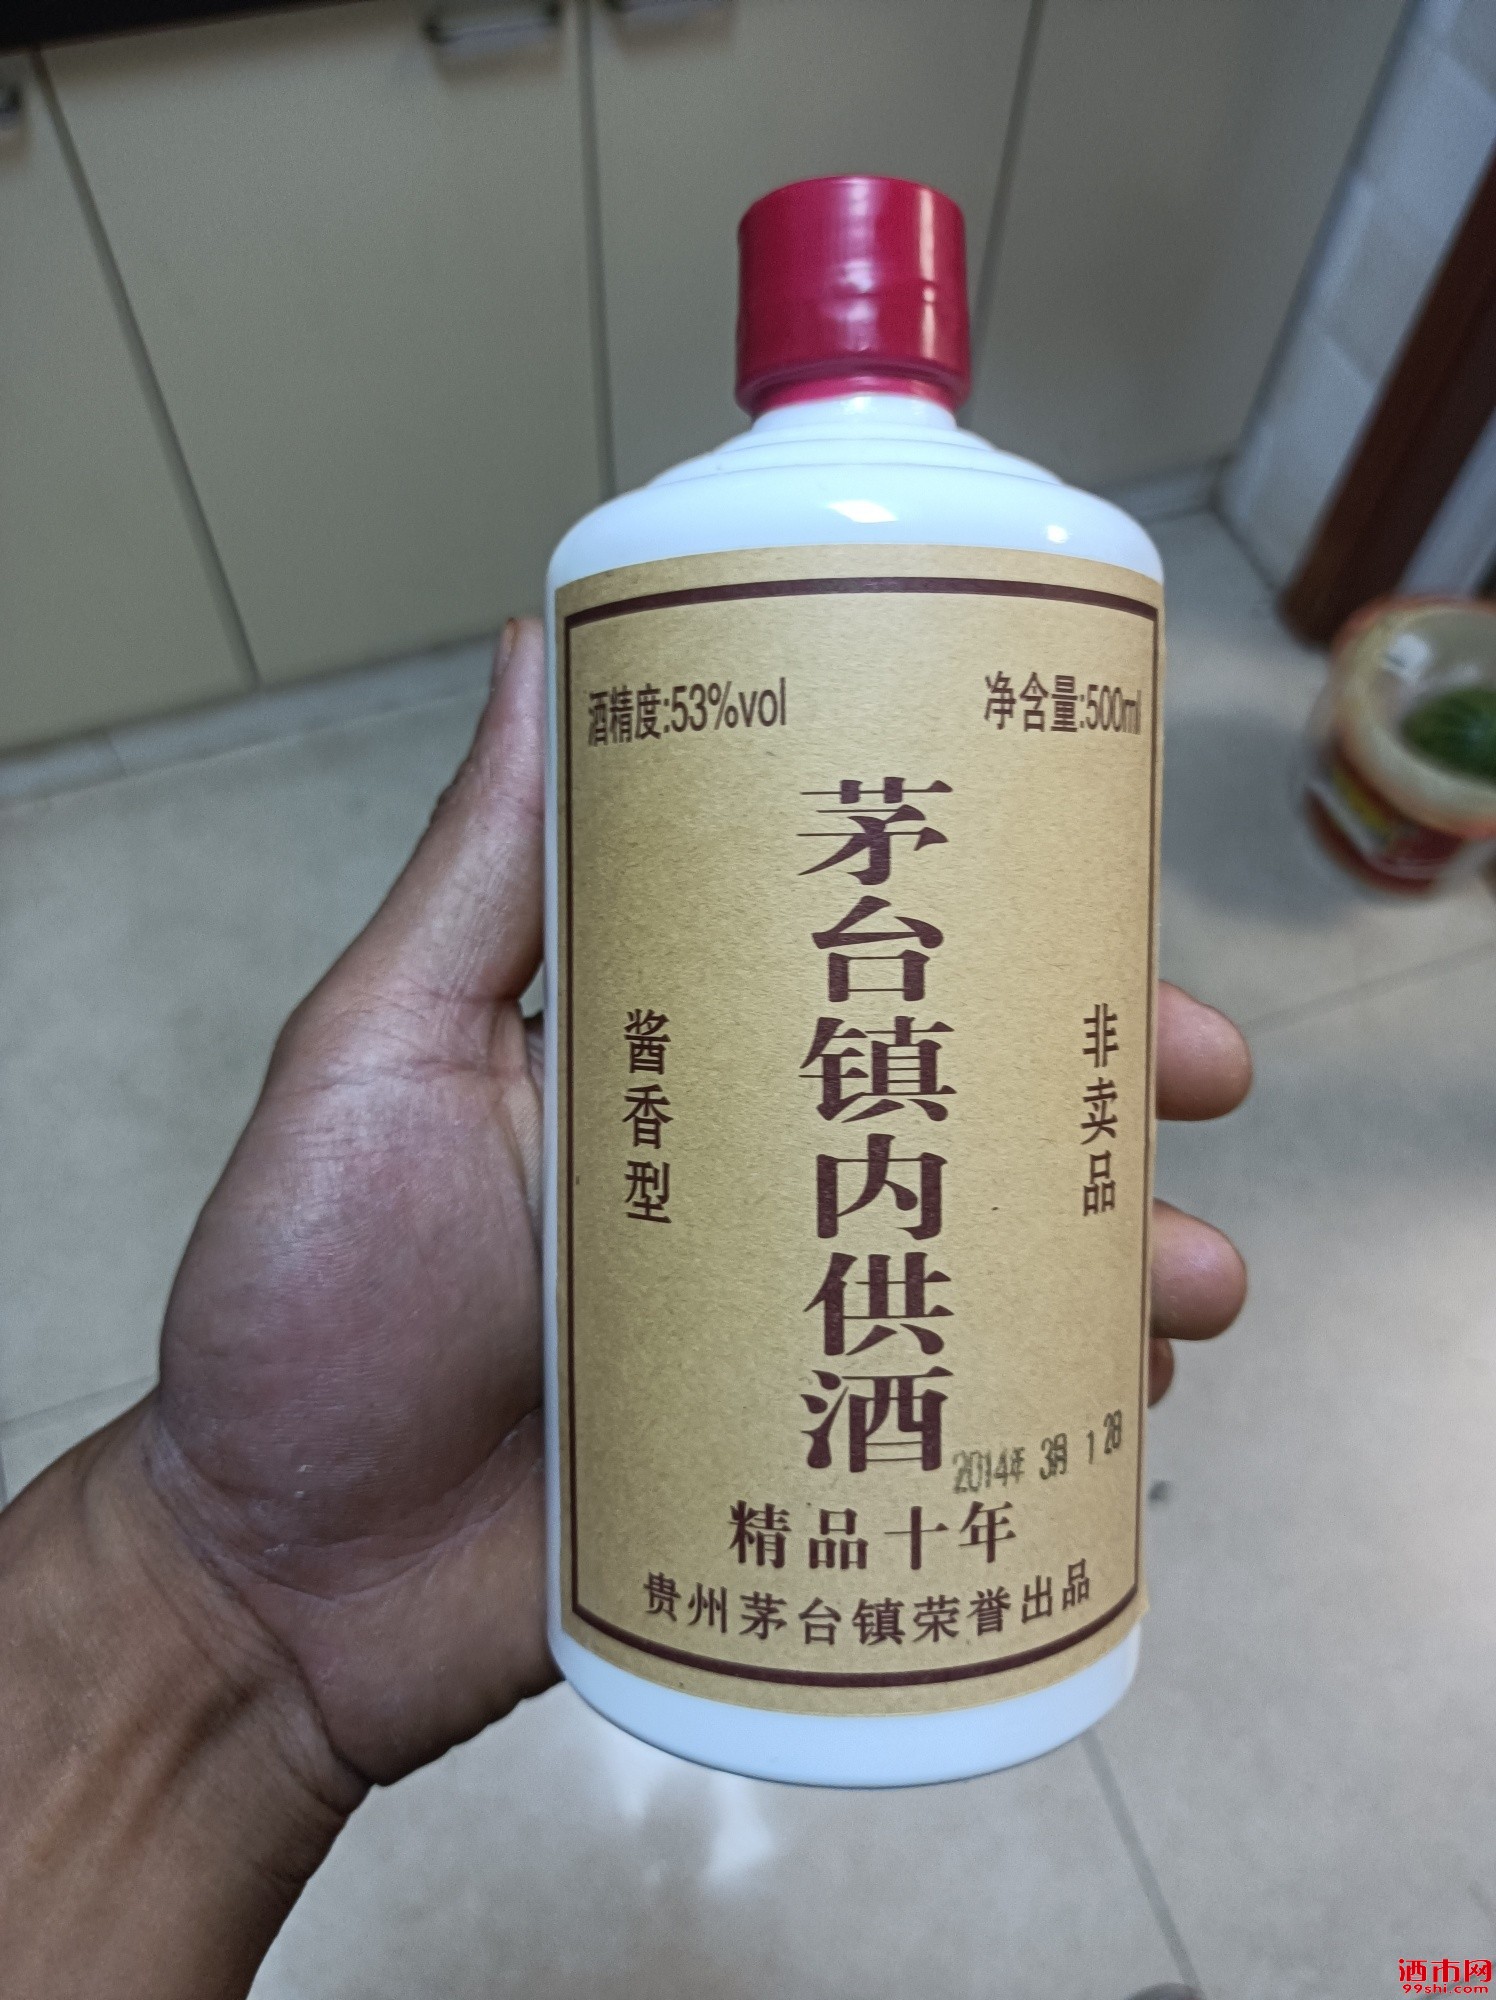 酒精度:53%vol
净含量:500ml
茅台镇内供酒
酱香型
非卖品
2014年 3月 1 2日
精品十年
贵州茅台镇荣誉出品
酒市网
99shi.com